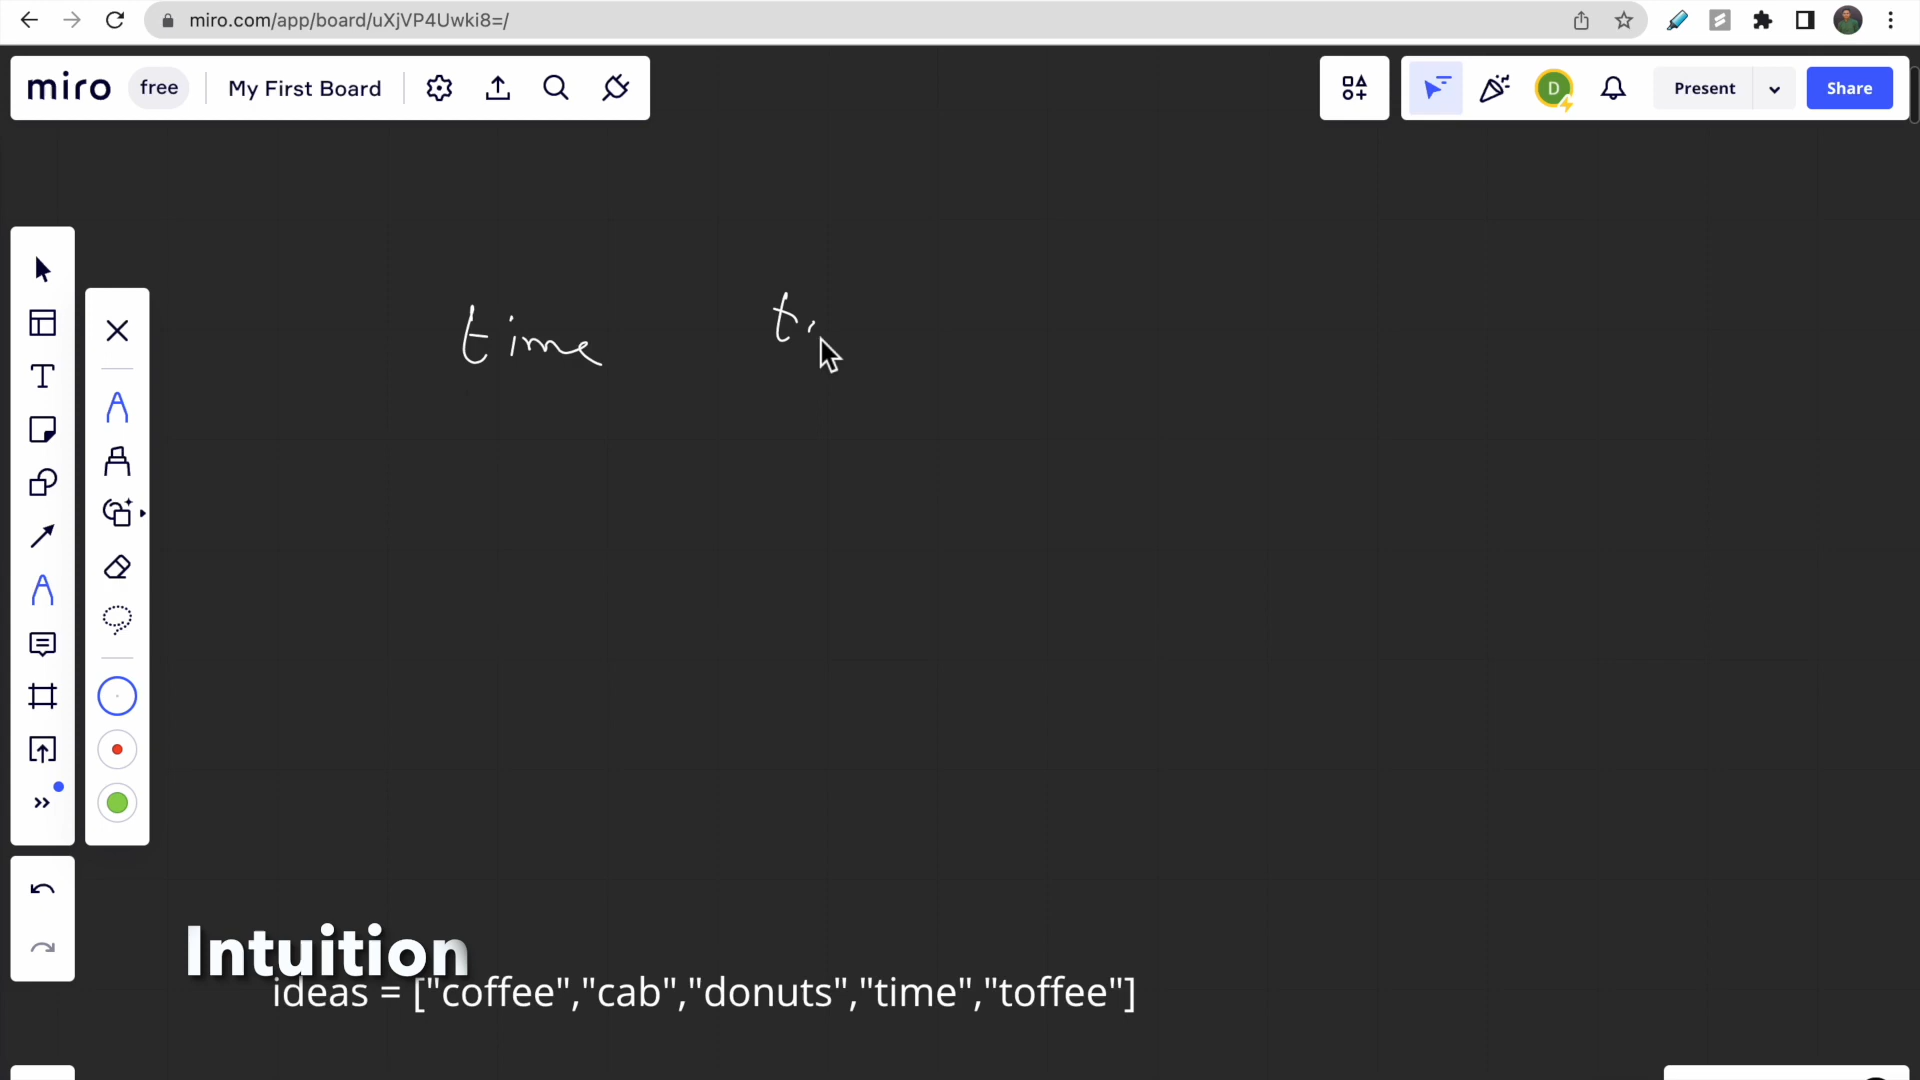 miro.com/app/board/uXjVP4Uwki8=/
miro free My First Board D Present Share
time
Intuition
ideas = ["coffee","cab","donuts","time","toffee"]